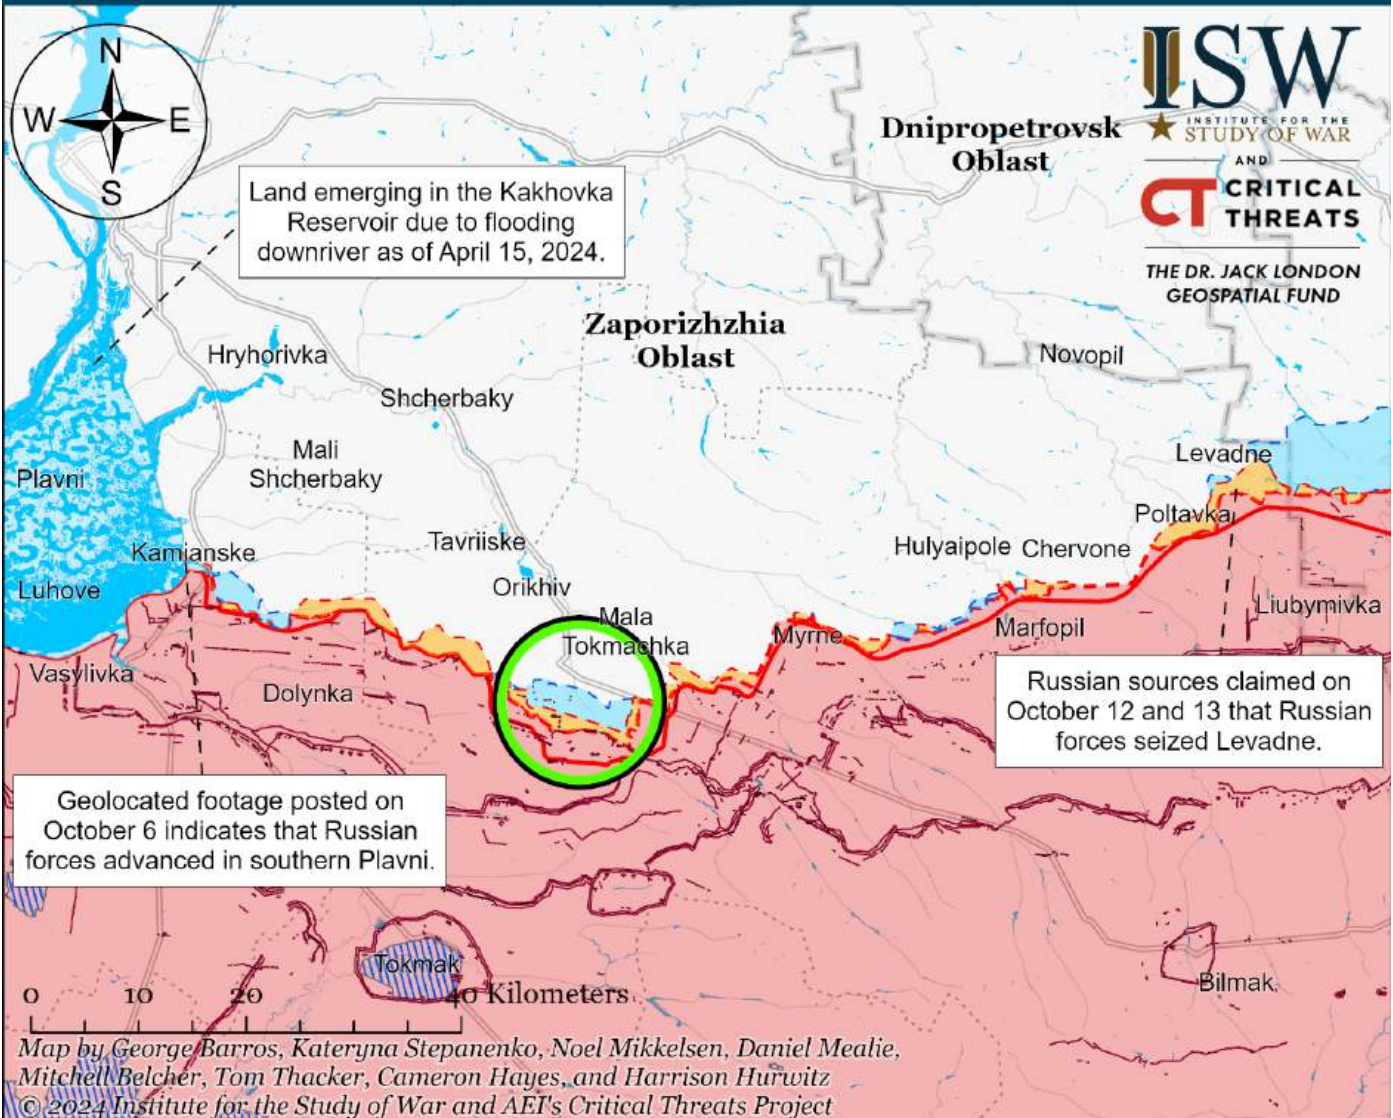 N
W
E
S
ISW
INSTITUTE FOR THE
STUDY OF WAR
AND
CT CRITICAL
THREATS
THE DR. JACK LONDON
GEOSPATIAL FUND
Dnipropetrovsk
Oblast
Land emerging in the Kakhovka
Reservoir due to flooding
downriver as of April 15, 2024.
Zaporizhzhia
Oblast
Hryhorivka
Novopil
Shcherbaky
Mali
Shcherbaky
Levadne
Plavni
Poltavka
Tavriiske
Hulyaipole
Chervone
Kamianske
Orikhiv
Luhove
Liubymivka
Mala
Tokmachka
Myrne
Marfopil
Vasylivka
Dolynka
Russian sources claimed on
October 12 and 13 that Russian
forces seized Levadne.
Geolocated footage posted on
October 6 indicates that Russian
forces advanced in southern Plavni.
Tokmak
Bilmak
0 10 20 40 Kilometers
Map by George Barros, Kateryna Stepanenko, Noel Mikkelsen, Daniel Mealie,
Mitchell Belcher, Tom Thacker, Cameron Hayes, and Harrison Hurwitz
© 2024 Institute for the Study of War and AEI's Critical Threats Project